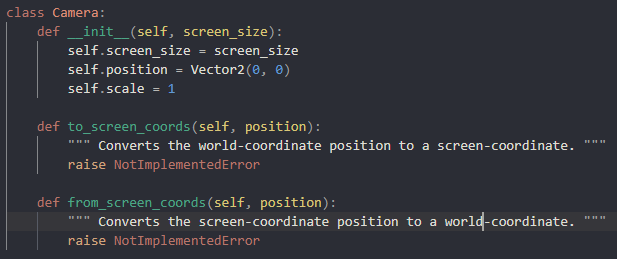 class Camera:
    def __init__(self, screen_size):
        self.screen_size = screen_size
        self.position = Vector2(0, 0)
        self.scale = 1

    def to_screen_coords(self, position):
        """ Converts the world-coordinate position to a screen-coordinate. """
        raise NotImplementedError

    def from_screen_coords(self, position):
        """ Converts the screen-coordinate position to a world-coordinate. """
        raise NotImplementedError